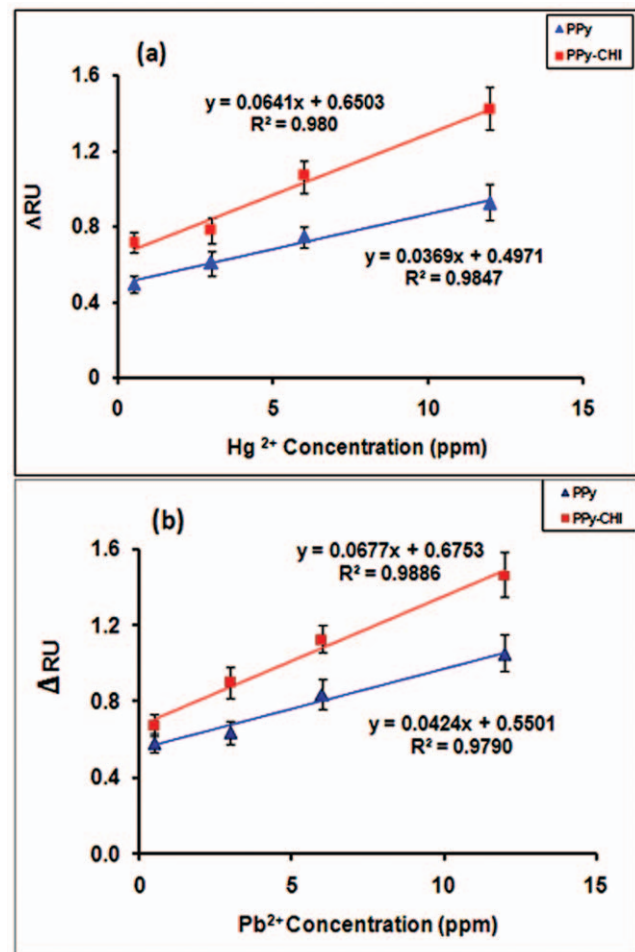 PPy
PPy-CHI
(a)
1.6
1.2
0.8
0.4
0
ΛRU
y = 0.0641x + 0.6503
R² = 0.980
y = 0.0369x + 0.4971
R² = 0.9847
0 5 10 15
Hg ²⁺ Concentration (ppm)
PPy
PPy-CHI
(b)
1.6
1.2
0.8
0.4
0.0
Δ RU
y = 0.0677x + 0.6753
R² = 0.9886
y = 0.0424x + 0.5501
R² = 0.9790
0 5 10 15
Pb²⁺ Concentration (ppm)